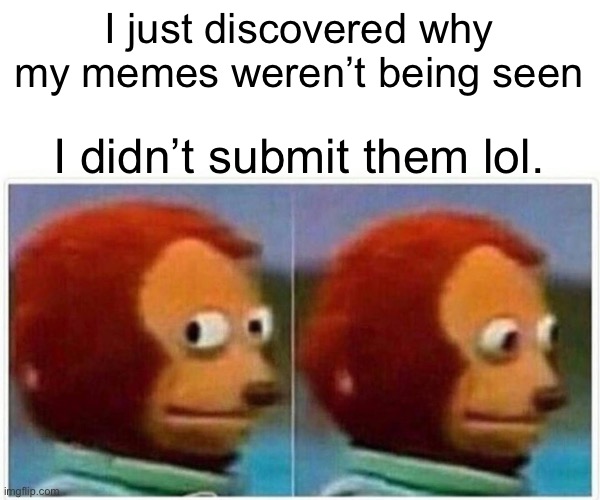 I just discovered why
my memes weren’t being seen
I didn’t submit them lol.
imgflip.com